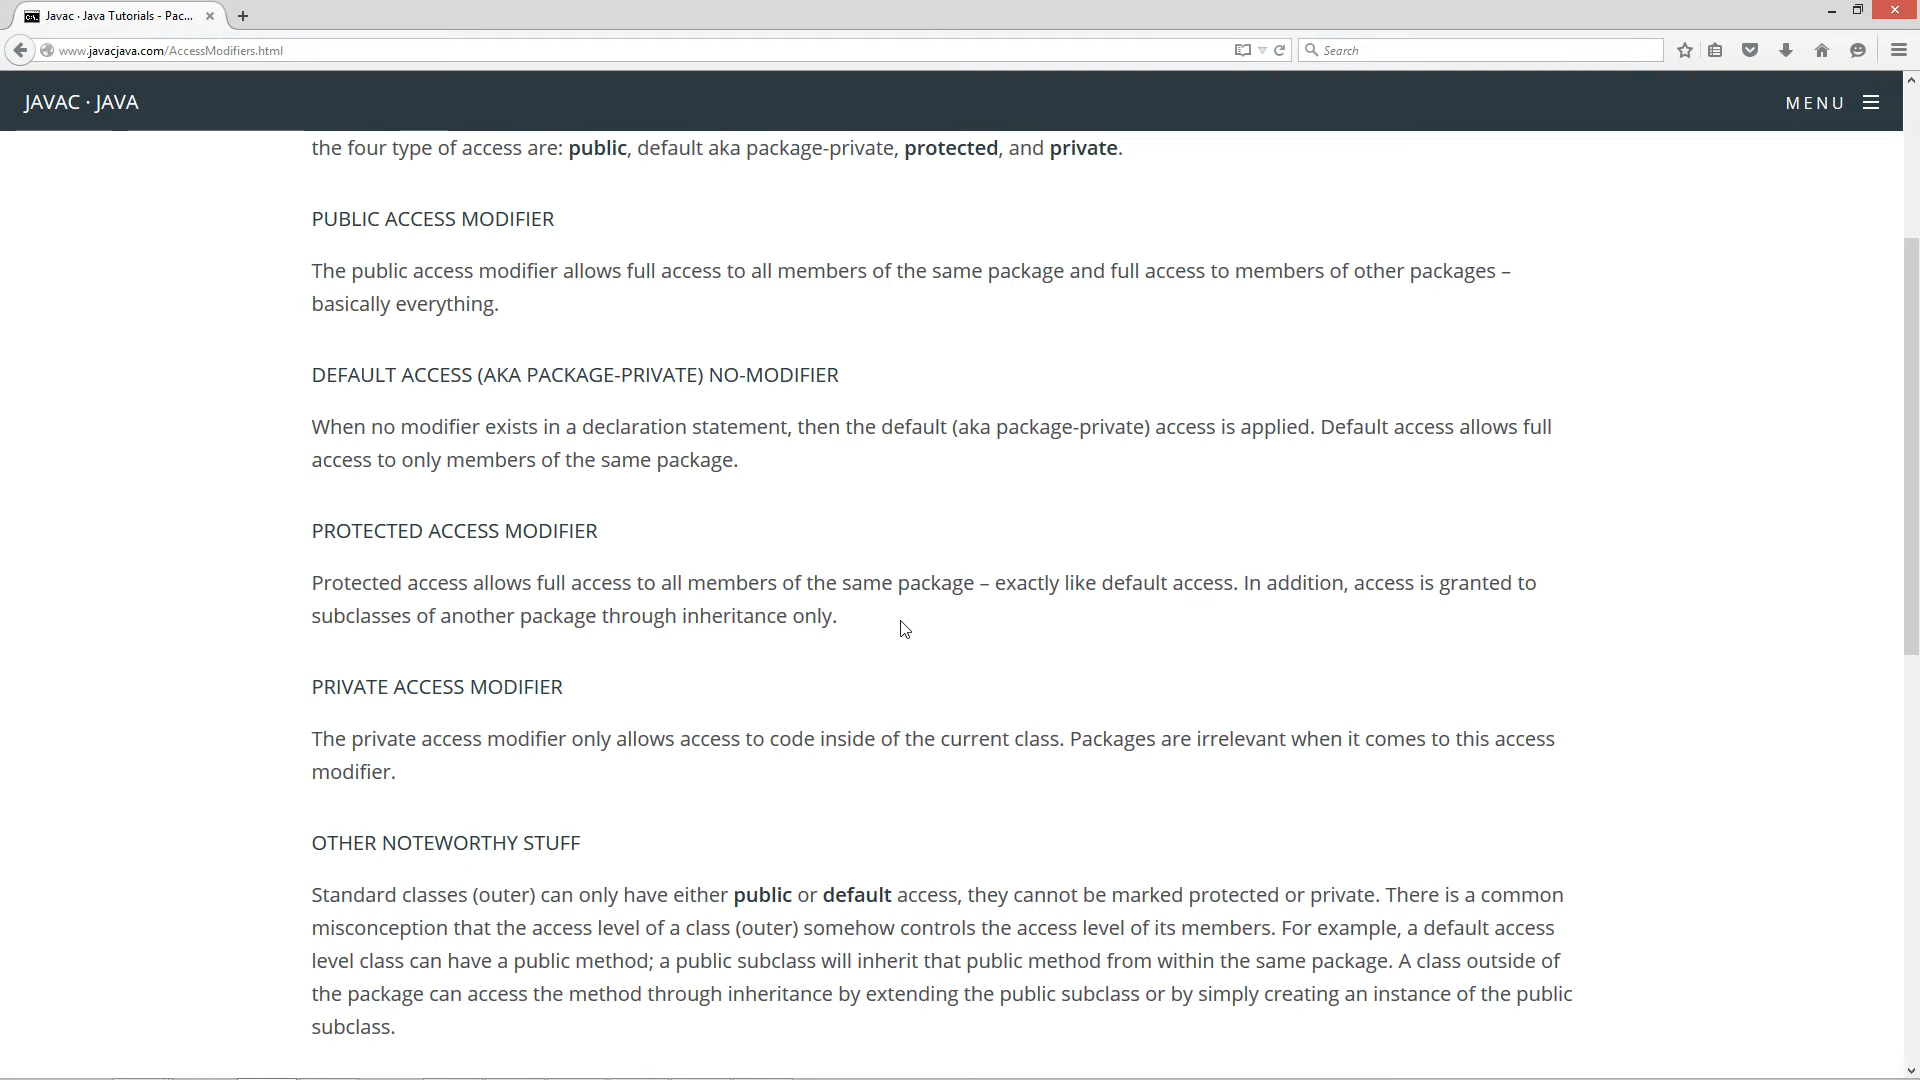 Javac · Java Tutorials - Pac...
www.javacjava.com/AccessModifiers.html
Search
JAVAC · JAVA
MENU
the four type of access are: public, default aka package-private, protected, and private.
PUBLIC ACCESS MODIFIER
The public access modifier allows full access to all members of the same package and full access to members of other packages –
basically everything.
DEFAULT ACCESS (AKA PACKAGE-PRIVATE) NO-MODIFIER
When no modifier exists in a declaration statement, then the default (aka package-private) access is applied. Default access allows full
access to only members of the same package.
PROTECTED ACCESS MODIFIER
Protected access allows full access to all members of the same package – exactly like default access. In addition, access is granted to
subclasses of another package through inheritance only.
PRIVATE ACCESS MODIFIER
The private access modifier only allows access to code inside of the current class. Packages are irrelevant when it comes to this access
modifier.
OTHER NOTEWORTHY STUFF
Standard classes (outer) can only have either public or default access, they cannot be marked protected or private. There is a common
misconception that the access level of a class (outer) somehow controls the access level of its members. For example, a default access
level class can have a public method; a public subclass will inherit that public method from within the same package. A class outside of
the package can access the method through inheritance by extending the public subclass or by simply creating an instance of the public
subclass.